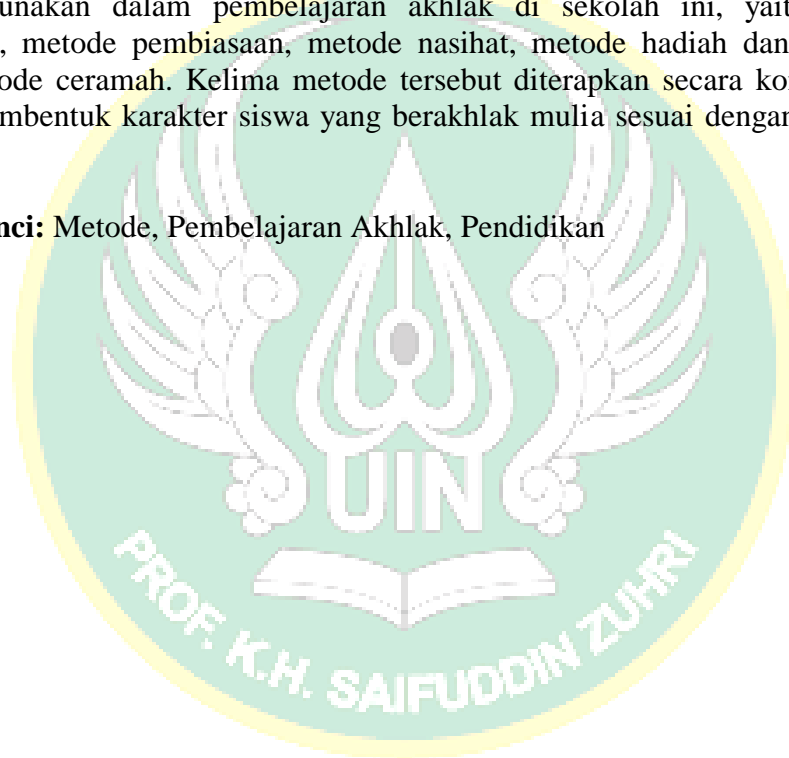 unakan dalam pembelajaran akhlak di sekolah ini, yait
, metode pembiasaan, metode nasihat, metode hadiah dan
ode ceramah. Kelima metode tersebut diterapkan secara ko
mbentuk karakter siswa yang berakhlak mulia sesuai dengan
nci: Metode, Pembelajaran Akhlak, Pendidikan
UIN
PROF. K.H. SAIFUDDIN ZUHRI